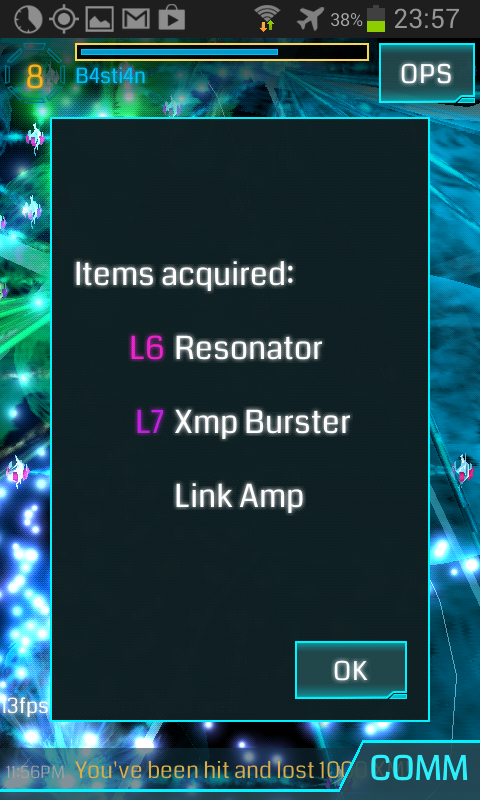 38% 23:57
8 B4sti4n OPS
Items acquired:
L6 Resonator
L7 Xmp Burster
Link Amp
OK
13fps
11:56PM You've been hit and lost COMM